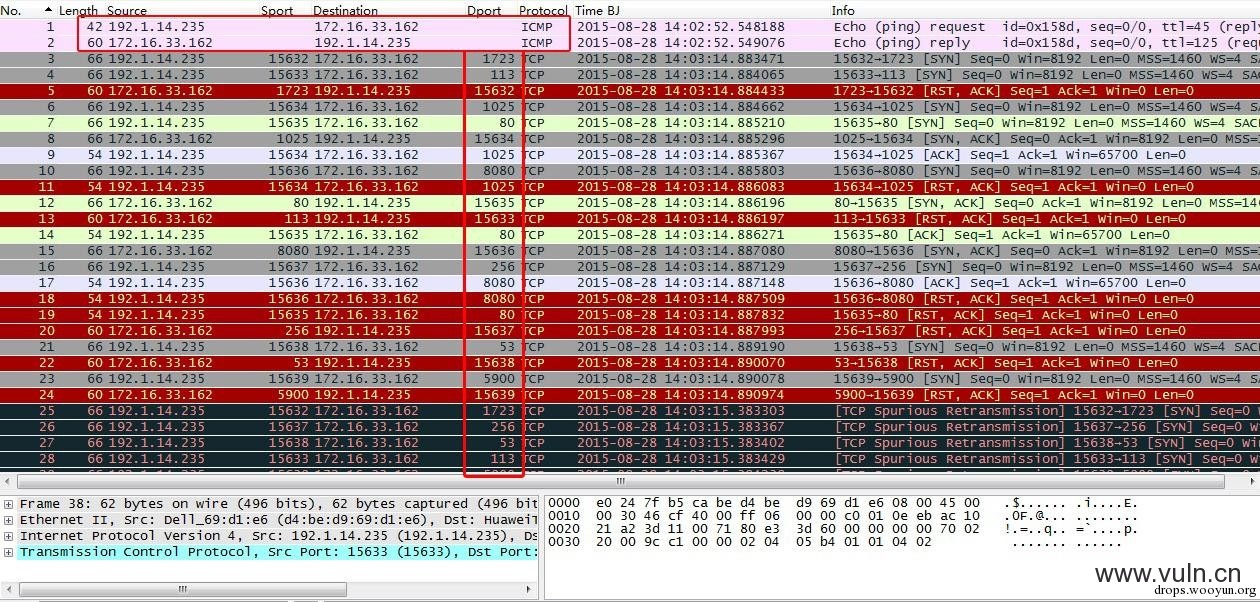 No. Length Source Sport Destination Dport Protocol Time BJ Info
1 42 192.1.14.235 172.16.33.162 ICMP 2015-08-28 14:02:52.548188 Echo (ping) request id=0x158d, seq=0/0, ttl=45 (reply
2 60 172.16.33.162 192.1.14.235 ICMP 2015-08-28 14:02:52.549076 Echo (ping) reply id=0x158d, seq=0/0, ttl=125 (requ
3 66 192.1.14.235 15632 172.16.33.162 1723 TCP 2015-08-28 14:03:14.883471 15632→1723 [SYN] Seq=0 Win=8192 Len=0 MSS=1460 WS=4 SA
4 66 192.1.14.235 15633 172.16.33.162 113 TCP 2015-08-28 14:03:14.884065 15633→113 [SYN] Seq=0 Win=8192 Len=0 MSS=1460 WS=4 SAC
5 60 172.16.33.162 1723 192.1.14.235 15632 TCP 2015-08-28 14:03:14.884433 1723→15632 [RST, ACK] Seq=1 Ack=1 Win=0 Len=0
6 66 192.1.14.235 15634 172.16.33.162 1025 TCP 2015-08-28 14:03:14.884662 15634→1025 [SYN] Seq=0 Win=8192 Len=0 MSS=1460 WS=4 SA
7 66 192.1.14.235 15635 172.16.33.162 80 TCP 2015-08-28 14:03:14.885210 15635→80 [SYN] Seq=0 Win=8192 Len=0 MSS=1460 WS=4 SACK
8 66 172.16.33.162 1025 192.1.14.235 15634 TCP 2015-08-28 14:03:14.885296 1025→15634 [SYN, ACK] Seq=0 Ack=1 Win=8192 Len=0 MSS=1
9 54 192.1.14.235 15634 172.16.33.162 1025 TCP 2015-08-28 14:03:14.885367 15634→1025 [ACK] Seq=1 Ack=1 Win=65700 Len=0
10 66 192.1.14.235 15636 172.16.33.162 8080 TCP 2015-08-28 14:03:14.885803 15636→8080 [SYN] Seq=0 Win=8192 Len=0 MSS=1460 WS=4 SA
11 54 192.1.14.235 15634 172.16.33.162 1025 TCP 2015-08-28 14:03:14.886083 15634→1025 [RST, ACK] Seq=1 Ack=1 Win=0 Len=0
12 66 172.16.33.162 80 192.1.14.235 15635 TCP 2015-08-28 14:03:14.886196 80→15635 [SYN, ACK] Seq=0 Ack=1 Win=8192 Len=0 MSS=146
13 60 172.16.33.162 113 192.1.14.235 15633 TCP 2015-08-28 14:03:14.886197 113→15633 [RST, ACK] Seq=1 Ack=1 Win=0 Len=0
14 54 192.1.14.235 15635 172.16.33.162 80 TCP 2015-08-28 14:03:14.886271 15635→80 [ACK] Seq=1 Ack=1 Win=65700 Len=0
15 66 172.16.33.162 8080 192.1.14.235 15636 TCP 2015-08-28 14:03:14.887080 8080→15636 [SYN, ACK] Seq=0 Ack=1 Win=8192 Len=0 MSS=1
16 66 192.1.14.235 15637 172.16.33.162 256 TCP 2015-08-28 14:03:14.887129 15637→256 [SYN] Seq=0 Win=8192 Len=0 MSS=1460 WS=4 SAC
17 54 192.1.14.235 15636 172.16.33.162 8080 TCP 2015-08-28 14:03:14.887148 15636→8080 [ACK] Seq=1 Ack=1 Win=65700 Len=0
18 54 192.1.14.235 15636 172.16.33.162 8080 TCP 2015-08-28 14:03:14.887509 15636→8080 [RST, ACK] Seq=1 Ack=1 Win=0 Len=0
19 54 192.1.14.235 15635 172.16.33.162 80 TCP 2015-08-28 14:03:14.887832 15635→80 [RST, ACK] Seq=1 Ack=1 Win=0 Len=0
20 60 172.16.33.162 256 192.1.14.235 15637 TCP 2015-08-28 14:03:14.887993 256→15637 [RST, ACK] Seq=1 Ack=1 Win=0 Len=0
21 66 192.1.14.235 15638 172.16.33.162 53 TCP 2015-08-28 14:03:14.889190 15638→53 [SYN] Seq=0 Win=8192 Len=0 MSS=1460 WS=4 SACK
22 60 172.16.33.162 53 192.1.14.235 15638 TCP 2015-08-28 14:03:14.890070 53→15638 [RST, ACK] Seq=1 Ack=1 Win=0 Len=0
23 66 192.1.14.235 15639 172.16.33.162 5900 TCP 2015-08-28 14:03:14.890078 15639→5900 [SYN] Seq=0 Win=8192 Len=0 MSS=1460 WS=4 SA
24 60 172.16.33.162 5900 192.1.14.235 15639 TCP 2015-08-28 14:03:14.890974 5900→15639 [RST, ACK] Seq=1 Ack=1 Win=0 Len=0
25 66 192.1.14.235 15632 172.16.33.162 1723 TCP 2015-08-28 14:03:15.383303 [TCP Spurious Retransmission] 15632→1723 [SYN] Seq=0 W
26 66 192.1.14.235 15637 172.16.33.162 256 TCP 2015-08-28 14:03:15.383367 [TCP Spurious Retransmission] 15637→256 [SYN] Seq=0 Wi
27 66 192.1.14.235 15638 172.16.33.162 53 TCP 2015-08-28 14:03:15.383402 [TCP Spurious Retransmission] 15638→53 [SYN] Seq=0 Win
28 66 192.1.14.235 15633 172.16.33.162 113 TCP 2015-08-28 14:03:15.383429 [TCP Spurious Retransmission] 15633→113 [SYN] Seq=0 Wi
Frame 38: 62 bytes on wire (496 bits), 62 bytes captured (496 bit
Ethernet II, Src: Dell_69:d1:e6 (d4:be:d9:69:d1:e6), Dst: HuaweiT
Internet Protocol Version 4, Src: 192.1.14.235 (192.1.14.235), Ds
Transmission Control Protocol, Src Port: 15633 (15633), Dst Port:
0000 e0 24 7f b5 ca be d4 be d9 69 d1 e6 08 00 45 00 .$...... .i....E.
0010 00 30 46 cf 40 00 ff 06 00 00 c0 01 0e eb ac 10 .0F.@... ........
0020 21 a2 3d 11 00 71 80 e3 3d 60 00 00 00 00 70 02 !.=..q.. =`....p.
0030 20 00 9c c1 00 00 02 04 05 b4 01 01 04 02 ....... ......
www.vuln.cn
drops.wooyun.org